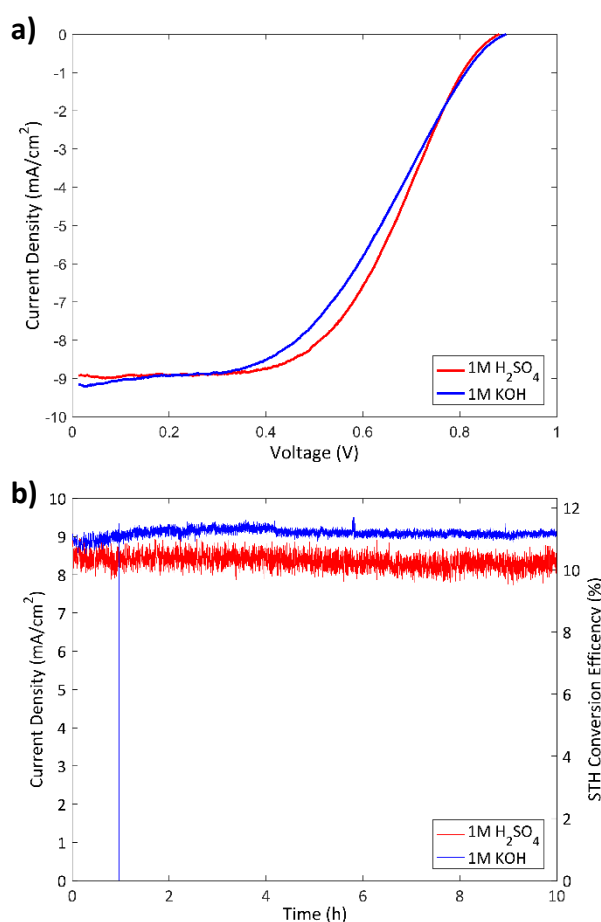 a)
0
-1
-2
-3
-4
-5
-6
-7
-8
-9
-10
Current Density (mA/cm²)
1M H₂SO₄
1M KOH
0 0.2 0.4 0.6 0.8 1
Voltage (V)
b)
10
9
8
7
6
5
4
3
2
1
0
Current Density (mA/cm²)
12
10
8
6
4
2
0
STH Conversion Efficency (%)
1M H₂SO₄
1M KOH
0 2 4 6 8 10
Time (h)